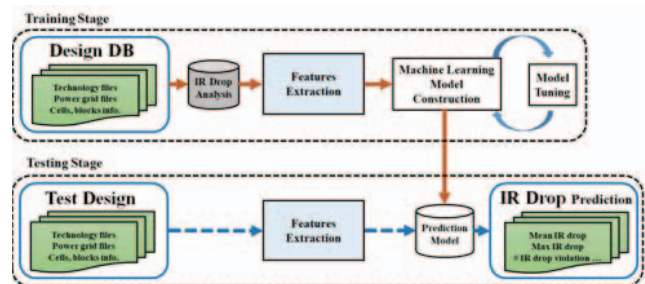 Training Stage
Design DB
Technology files
Power grid files
Cells, blocks info.
IR Drop
Analysis
Features
Extraction
Machine Learning
Model
Construction
Model
Tuning
Testing Stage
Test Design
Technology files
Power grid files
Cells, blocks info.
Features
Extraction
Prediction
Model
IR Drop Prediction
Mean IR drop
Max IR drop
# IR drop violation ...